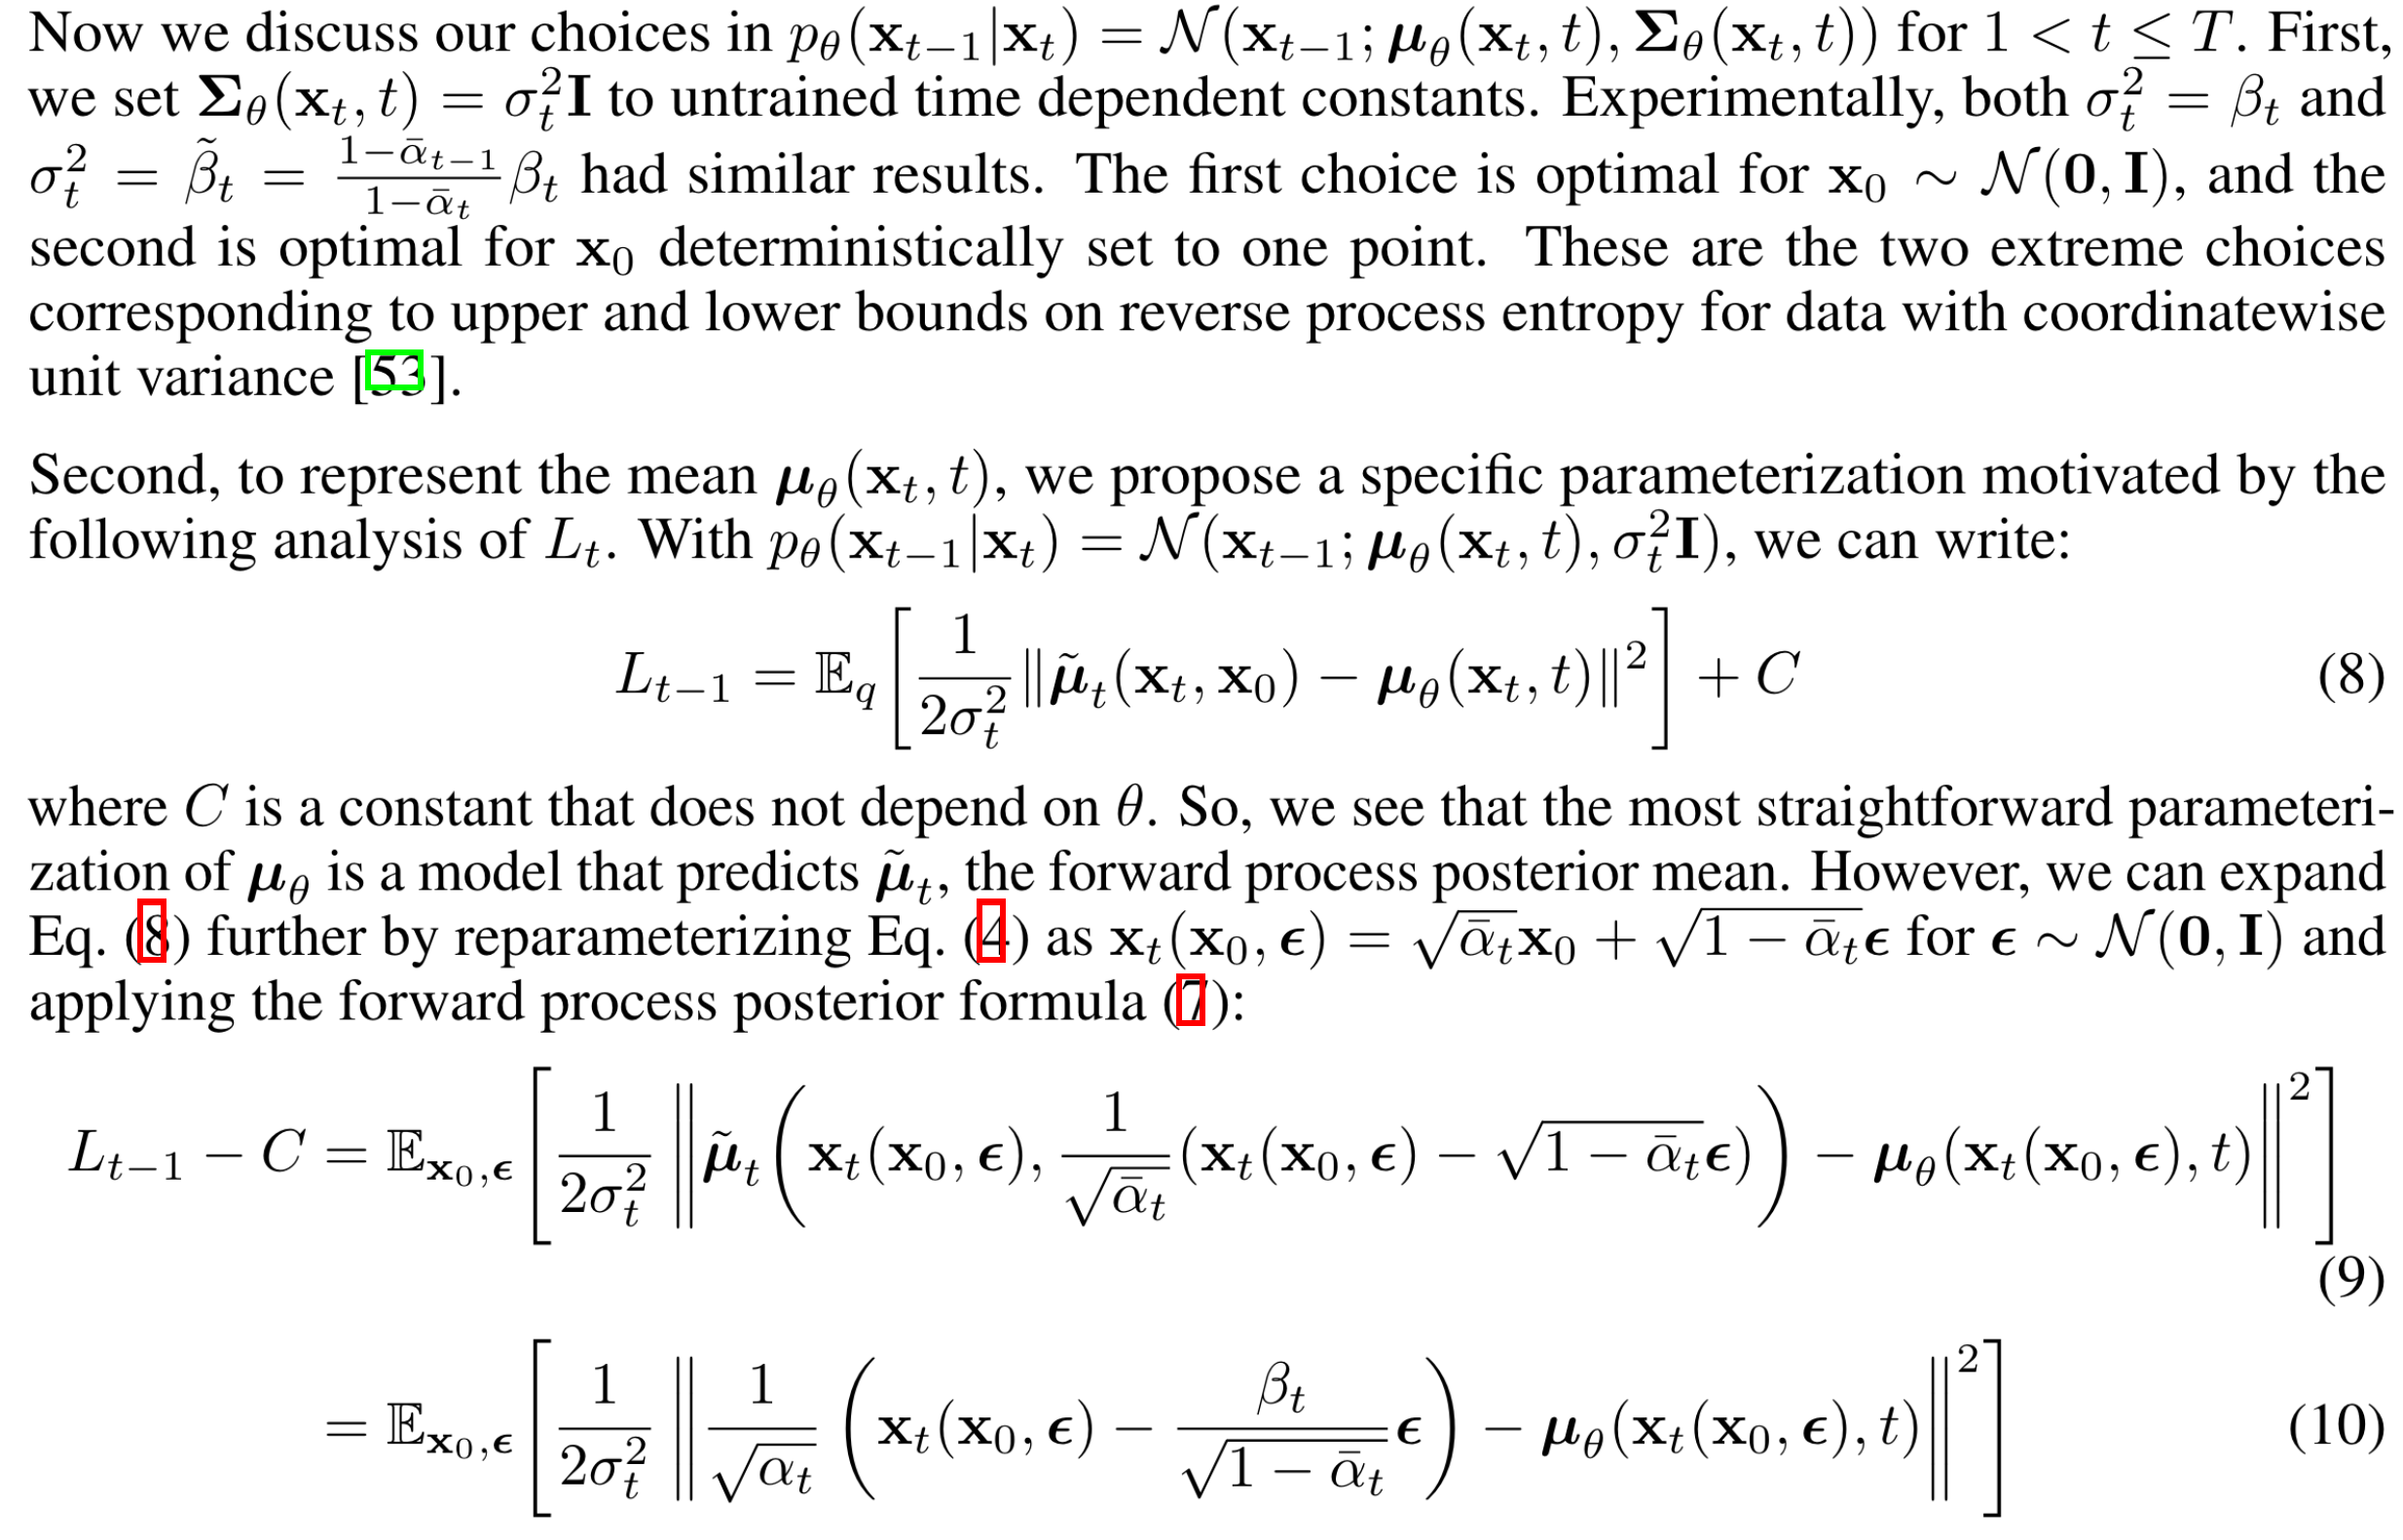 Now we discuss our choices in $p_\theta(\mathbf{x}_{t-1}|\mathbf{x}_t) = \mathcal{N}(\mathbf{x}_{t-1}; \boldsymbol{\mu}_\theta(\mathbf{x}_t, t), \boldsymbol{\Sigma}_\theta(\mathbf{x}_t, t))$ for $1 < t \leq T$. First,
we set $\boldsymbol{\Sigma}_\theta(\mathbf{x}_t, t) = \sigma_t^2 \mathbf{I}$ to untrained time dependent constants. Experimentally, both $\sigma_t^2 = \beta_t$ and
$\sigma_t^2 = \tilde{\beta}_t = \frac{1-\bar{\alpha}_{t-1}}{1-\bar{\alpha}_t}\beta_t$ had similar results. The first choice is optimal for $\mathbf{x}_0 \sim \mathcal{N}(\mathbf{0}, \mathbf{I})$, and the
second is optimal for $\mathbf{x}_0$ deterministically set to one point. These are the two extreme choices
corresponding to upper and lower bounds on reverse process entropy for data with coordinatewise
unit variance [53].
Second, to represent the mean $\boldsymbol{\mu}_\theta(\mathbf{x}_t, t)$, we propose a specific parameterization motivated by the
following analysis of $L_t$. With $p_\theta(\mathbf{x}_{t-1}|\mathbf{x}_t) = \mathcal{N}(\mathbf{x}_{t-1}; \boldsymbol{\mu}_\theta(\mathbf{x}_t, t), \sigma_t^2 \mathbf{I})$, we can write:
$L_{t-1} = \mathbb{E}_q \left[ \frac{1}{2\sigma_t^2} \| \tilde{\boldsymbol{\mu}}_t(\mathbf{x}_t, \mathbf{x}_0) - \boldsymbol{\mu}_\theta(\mathbf{x}_t, t) \|^2 \right] + C$ (8)
where $C$ is a constant that does not depend on $\theta$. So, we see that the most straightforward parameteri-
zation of $\boldsymbol{\mu}_\theta$ is a model that predicts $\tilde{\boldsymbol{\mu}}_t$, the forward process posterior mean. However, we can expand
Eq. (8) further by reparameterizing Eq. (4) as $\mathbf{x}_t(\mathbf{x}_0, \boldsymbol{\epsilon}) = \sqrt{\bar{\alpha}_t}\mathbf{x}_0 + \sqrt{1 - \bar{\alpha}_t}\boldsymbol{\epsilon}$ for $\boldsymbol{\epsilon} \sim \mathcal{N}(\mathbf{0}, \mathbf{I})$ and
applying the forward process posterior formula (7):
$L_{t-1} - C = \mathbb{E}_{\mathbf{x}_0, \boldsymbol{\epsilon}} \left[ \frac{1}{2\sigma_t^2} \left\| \tilde{\boldsymbol{\mu}}_t \left( \mathbf{x}_t(\mathbf{x}_0, \boldsymbol{\epsilon}), \frac{1}{\sqrt{\bar{\alpha}_t}} (\mathbf{x}_t(\mathbf{x}_0, \boldsymbol{\epsilon}) - \sqrt{1 - \bar{\alpha}_t}\boldsymbol{\epsilon}) \right) - \boldsymbol{\mu}_\theta(\mathbf{x}_t(\mathbf{x}_0, \boldsymbol{\epsilon}), t) \right\|^2 \right]$
(9)
$= \mathbb{E}_{\mathbf{x}_0, \boldsymbol{\epsilon}} \left[ \frac{1}{2\sigma_t^2} \left\| \frac{1}{\sqrt{\alpha_t}} \left( \mathbf{x}_t(\mathbf{x}_0, \boldsymbol{\epsilon}) - \frac{\beta_t}{\sqrt{1 - \bar{\alpha}_t}} \boldsymbol{\epsilon} \right) - \boldsymbol{\mu}_\theta(\mathbf{x}_t(\mathbf{x}_0, \boldsymbol{\epsilon}), t) \right\|^2 \right]$ (10)